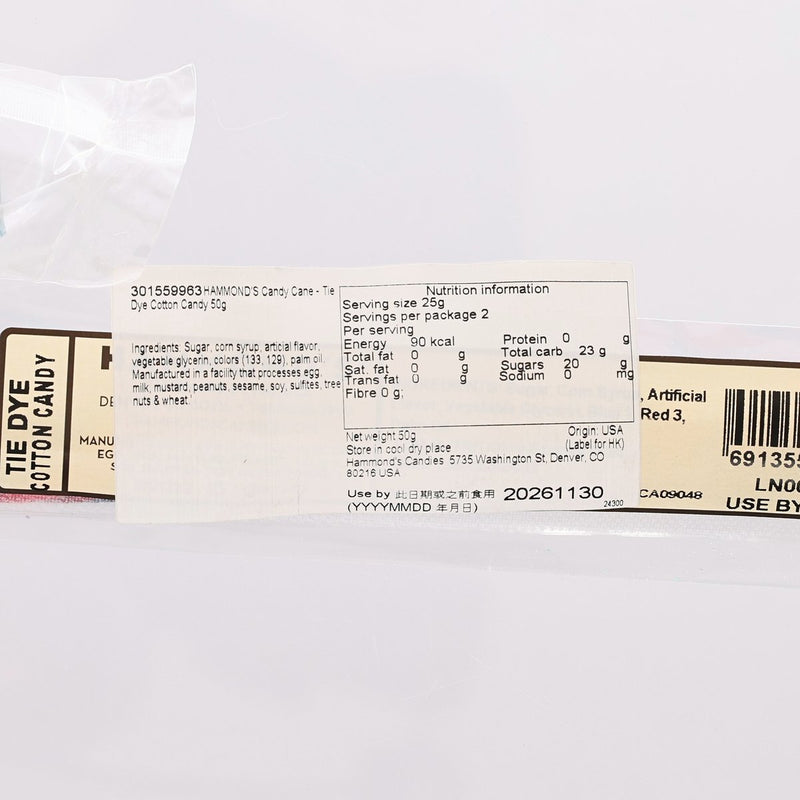 301559963 HAMMOND'S Candy Cane - Tie
Dye Cotton Candy 50g
Ingredients: Sugar, corn syrup, articial flavor,
vegetable glycerin, colors (133, 129), palm oil.
Manufactured in a facility that processes egg,
milk, mustard, peanuts, sesame, soy, sulfites, tree
nuts & wheat.
Nutrition information
Serving size 25g
Servings per package 2
Per serving
Energy 90 kcal Protein 0 g
Total fat 0 g Total carb 23 g
Sat. fat 0 g Sugars 20 g
Trans fat 0 g Sodium 0 mg
Fibre 0 g;
Net weight 50g Origin: USA
Store in cool dry place (Label for HK)
Hammond's Candies 5735 Washington St, Denver, CO
80216 USA
Use by 此日期或之前食用 20261130
(YYYYMMDD 年月日) 24300
TIE DYE
COTTON CANDY
DE
MANU
EG
S
, Artificial
Red 3,
CA09048
691355
LN00
USE BY